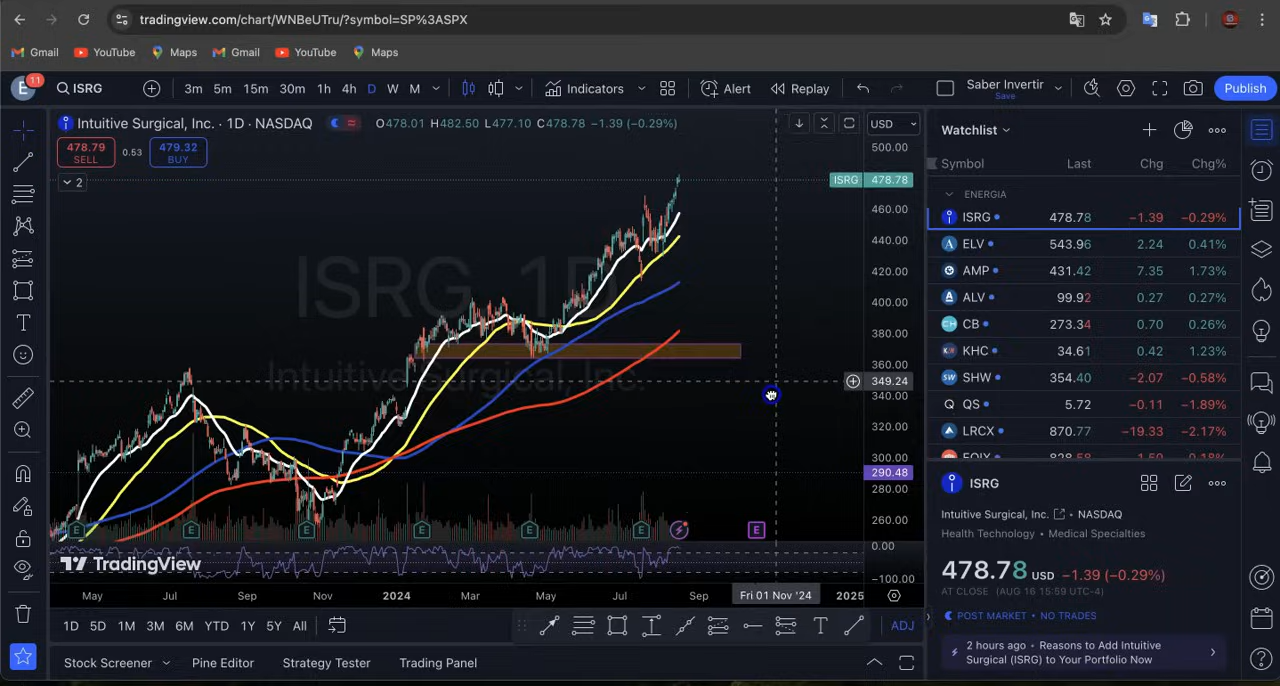 tradingview.com/chart/WNBeUTru/?symbol=SP%3ASPX
Gmail YouTube Maps Gmail YouTube Maps
E 11 ISRG 3m 5m 15m 30m 1h 4h D W M Indicators Alert Replay Saber Invertir Save Publish
Intuitive Surgical, Inc. · 1D · NASDAQ O478.01 H482.50 L477.10 C478.78 −1.39 (−0.29%) USD
478.79 SELL 0.53 479.32 BUY
2
ISRG 478.78
500.00
460.00
440.00
420.00
400.00
380.00
360.00
349.24
340.00
320.00
300.00
290.48
280.00
260.00
0.00
−100.00
ISRG, 1D
Intuitive Surgical, Inc.
E E E E E E E
TradingView
May Jul Sep Nov 2024 Mar May Jul Sep Fri 01 Nov '24 2025
1D 5D 1M 3M 6M YTD 1Y 5Y All ADJ
Stock Screener Pine Editor Strategy Tester Trading Panel
Watchlist
Symbol Last Chg Chg%
ENERGIA
ISRG 478.78 −1.39 −0.29%
ELV 543.96 2.24 0.41%
AMP 431.42 7.35 1.73%
ALV 99.92 0.27 0.27%
CB 273.34 0.70 0.26%
KHC 34.61 0.42 1.23%
SHW 354.40 −2.07 −0.58%
Q QS 5.72 −0.11 −1.89%
LRCX 870.77 −19.33 −2.17%
ISRG
Intuitive Surgical, Inc. • NASDAQ
Health Technology • Medical Specialties
478.78 USD −1.39 (−0.29%)
AT CLOSE (AUG 16 15:59 UTC-4)
POST MARKET • NO TRADES
2 hours ago • Reasons to Add Intuitive
Surgical (ISRG) to Your Portfolio Now